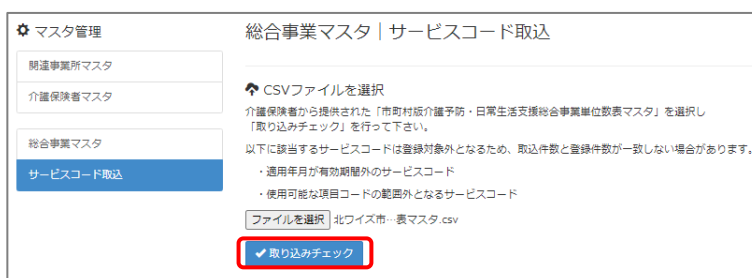 マスタ管理
総合事業マスタ｜サービスコード取込
関連事業所マスタ
介護保険者マスタ
総合事業マスタ
サービスコード取込
CSVファイルを選択
介護保険者から提供された「市町村版介護予防・日常生活支援総合事業単位数表マスタ」を選択し
「取り込みチェック」を行って下さい。
以下に該当するサービスコードは登録対象外となるため、取込件数と登録件数が一致しない場合があります。
・適用年月が有効期間外のサービスコード
・使用可能な項目コードの範囲外となるサービスコード
ファイルを選択 北ワイズ市…表マスタ.csv
取り込みチェック